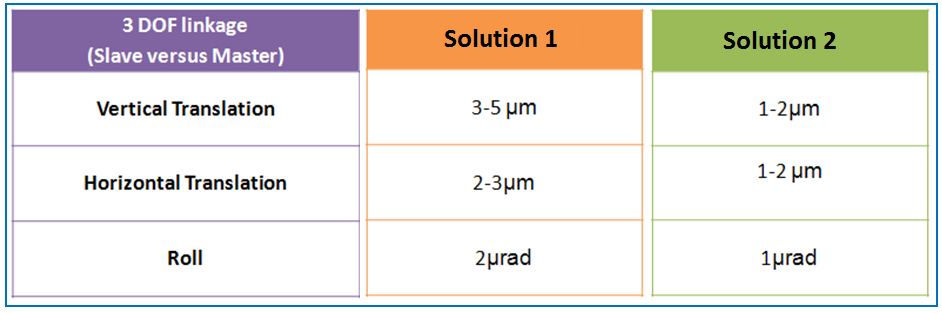 3 DOF linkage
(Slave versus Master)
Solution 1
Solution 2
Vertical Translation
3-5 µm
1-2µm
Horizontal Translation
2-3µm
1-2 µm
Roll
2µrad
1µrad